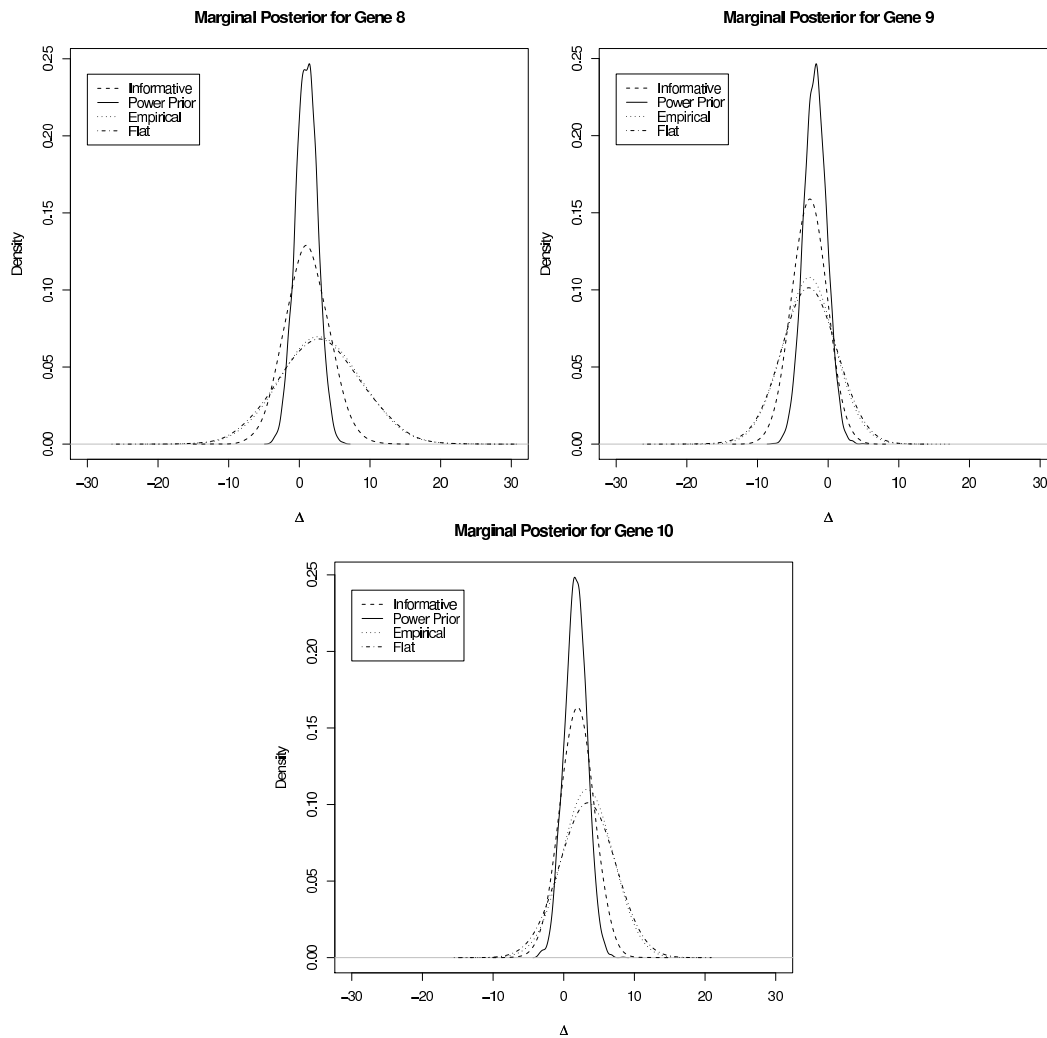 Marginal Posterior for Gene 8
Density
0.00 0.05 0.10 0.15 0.20 0.25
Informative
Power Prior
Empirical
Flat
−30 −20 −10 0 10 20 30
Δ
Marginal Posterior for Gene 9
Density
0.00 0.05 0.10 0.15 0.20 0.25
Informative
Power Prior
Empirical
Flat
−30 −20 −10 0 10 20 30
Δ
Marginal Posterior for Gene 10
Density
0.00 0.05 0.10 0.15 0.20 0.25
Informative
Power Prior
Empirical
Flat
−30 −20 −10 0 10 20 30
Δ